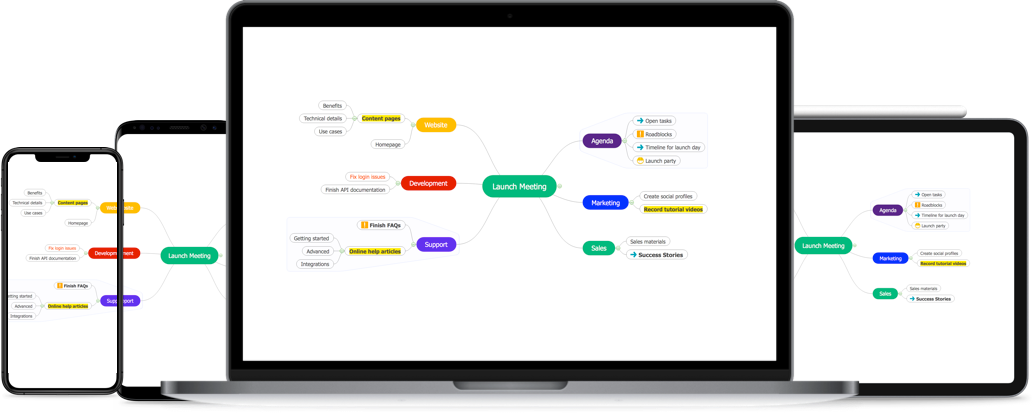 Benefits
Technical details
Use cases
Content pages
Homepage
Website
Fix login issues
Finish API documentation
Development
Finish FAQs
Getting started
Advanced
Integrations
Online help articles
Support
Launch Meeting
Agenda
Open tasks
Roadblocks
Timeline for launch day
Launch party
Marketing
Create social profiles
Record tutorial videos
Sales
Sales materials
Success Stories
Benefits
Technical details
Use cases
Content pages
Homepage
Fix login issues
Finish API documentation
Finish FAQs
Advanced
Integrations
Online help articles
Launch Meeting
Launch Meeting
Agenda
Open tasks
Roadblocks
Timeline for launch day
Launch party
Marketing
Create social profiles
Record tutorial videos
Sales
Sales materials
Success Stories